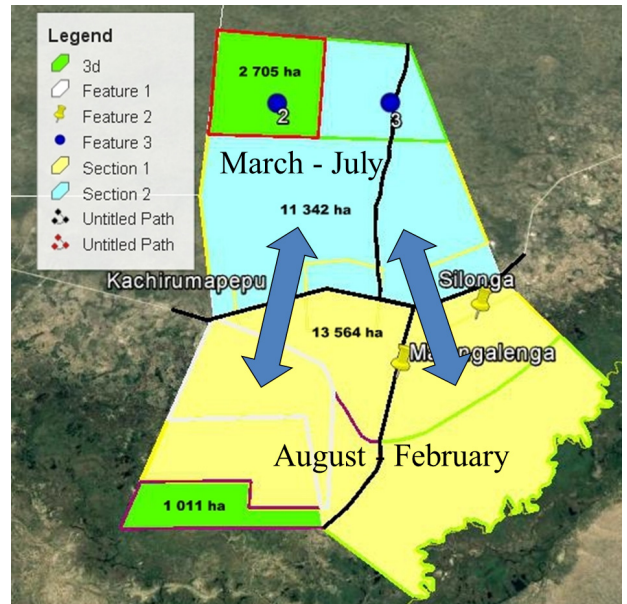 Legend
3d
Feature 1
Feature 2
Feature 3
Section 1
Section 2
Untitled Path
Untitled Path
2 705 ha
2
3
March - July
11 342 ha
Kachirumapepu
Silonga
13 564 ha
August - February
1 011 ha